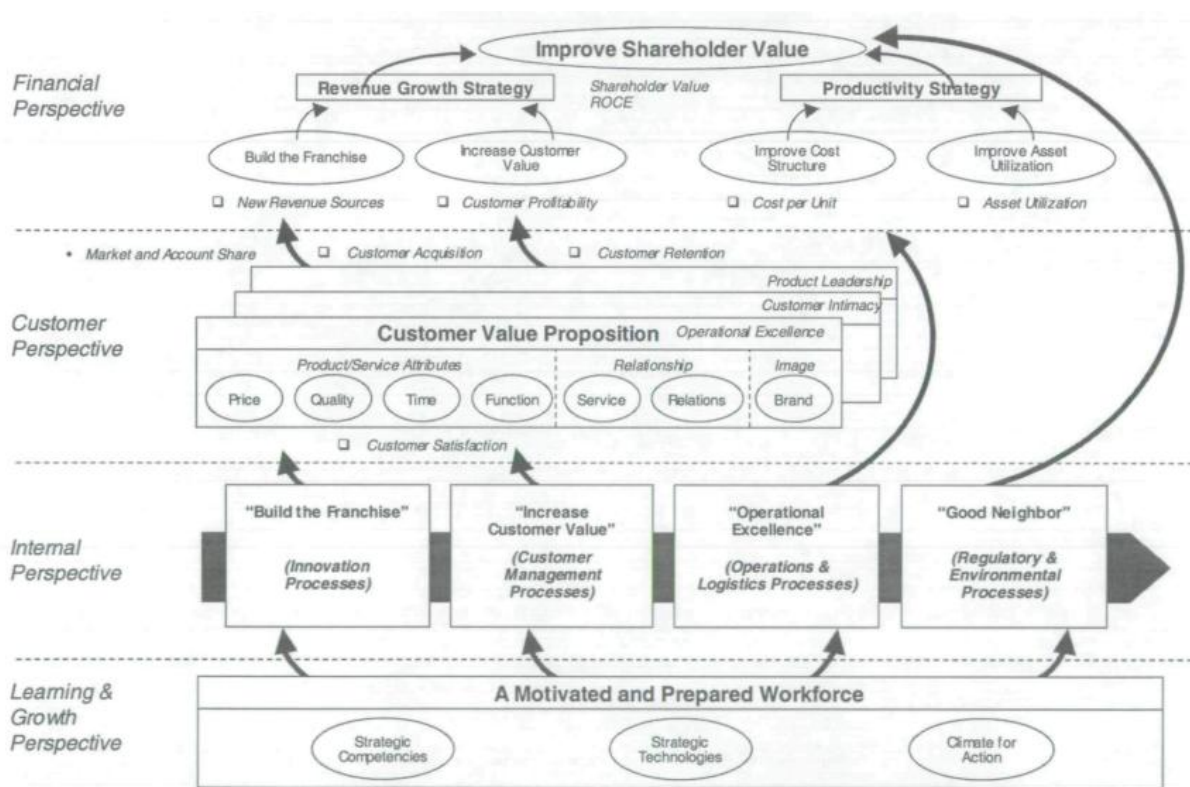 Financial
Perspective
Improve Shareholder Value
Revenue Growth Strategy
Shareholder Value
ROCE
Productivity Strategy
Build the Franchise
Increase Customer
Value
Improve Cost
Structure
Improve Asset
Utilization
❑ New Revenue Sources
❑ Customer Profitability
❑ Cost per Unit
❑ Asset Utilization
Customer
Perspective
• Market and Account Share
❑ Customer Acquisition
❑ Customer Retention
Product Leadership
Customer Intimacy
Customer Value Proposition
Operational Excellence
Product/Service Attributes
Relationship
Image
Price
Quality
Time
Function
Service
Relations
Brand
❑ Customer Satisfaction
Internal
Perspective
"Build the Franchise"
(Innovation
Processes)
"Increase
Customer Value"
(Customer
Management
Processes)
"Operational
Excellence"
(Operations &
Logistics Processes)
"Good Neighbor"
(Regulatory &
Environmental
Processes)
Learning &
Growth
Perspective
A Motivated and Prepared Workforce
Strategic
Competencies
Strategic
Technologies
Climate for
Action